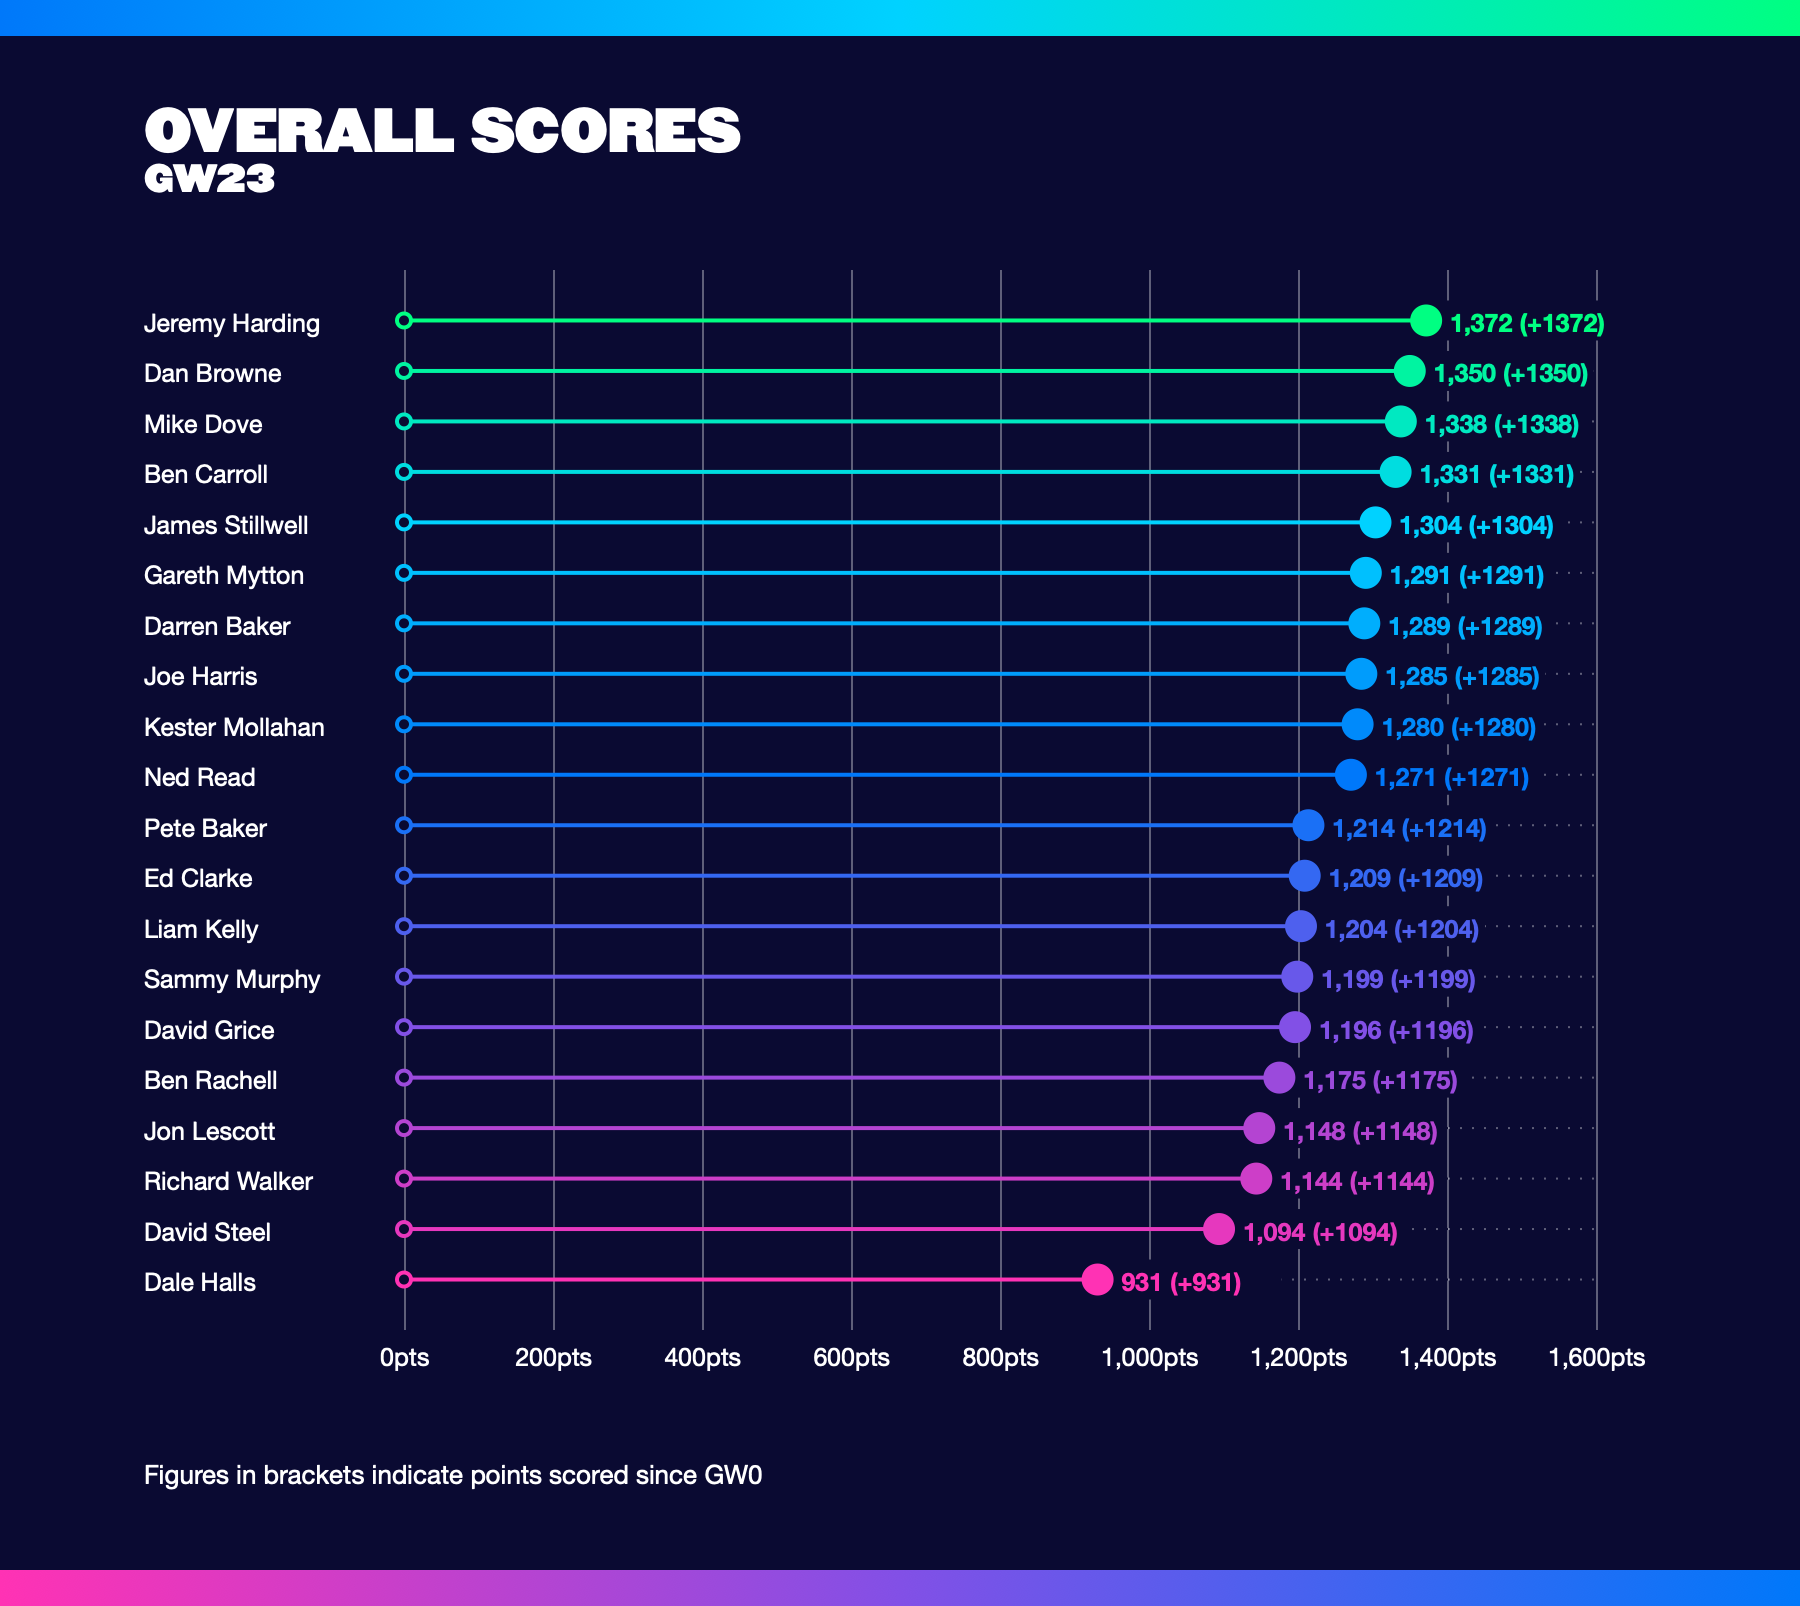 OVERALL SCORES
GW23
Jeremy Harding 1,372 (+1372)
Dan Browne 1,350 (+1350)
Mike Dove 1,338 (+1338)
Ben Carroll 1,331 (+1331)
James Stillwell 1,304 (+1304)
Gareth Mytton 1,291 (+1291)
Darren Baker 1,289 (+1289)
Joe Harris 1,285 (+1285)
Kester Mollahan 1,280 (+1280)
Ned Read 1,271 (+1271)
Pete Baker 1,214 (+1214)
Ed Clarke 1,209 (+1209)
Liam Kelly 1,204 (+1204)
Sammy Murphy 1,199 (+1199)
David Grice 1,196 (+1196)
Ben Rachell 1,175 (+1175)
Jon Lescott 1,148 (+1148)
Richard Walker 1,144 (+1144)
David Steel 1,094 (+1094)
Dale Halls 931 (+931)
0pts 200pts 400pts 600pts 800pts 1,000pts 1,200pts 1,400pts 1,600pts
Figures in brackets indicate points scored since GW0